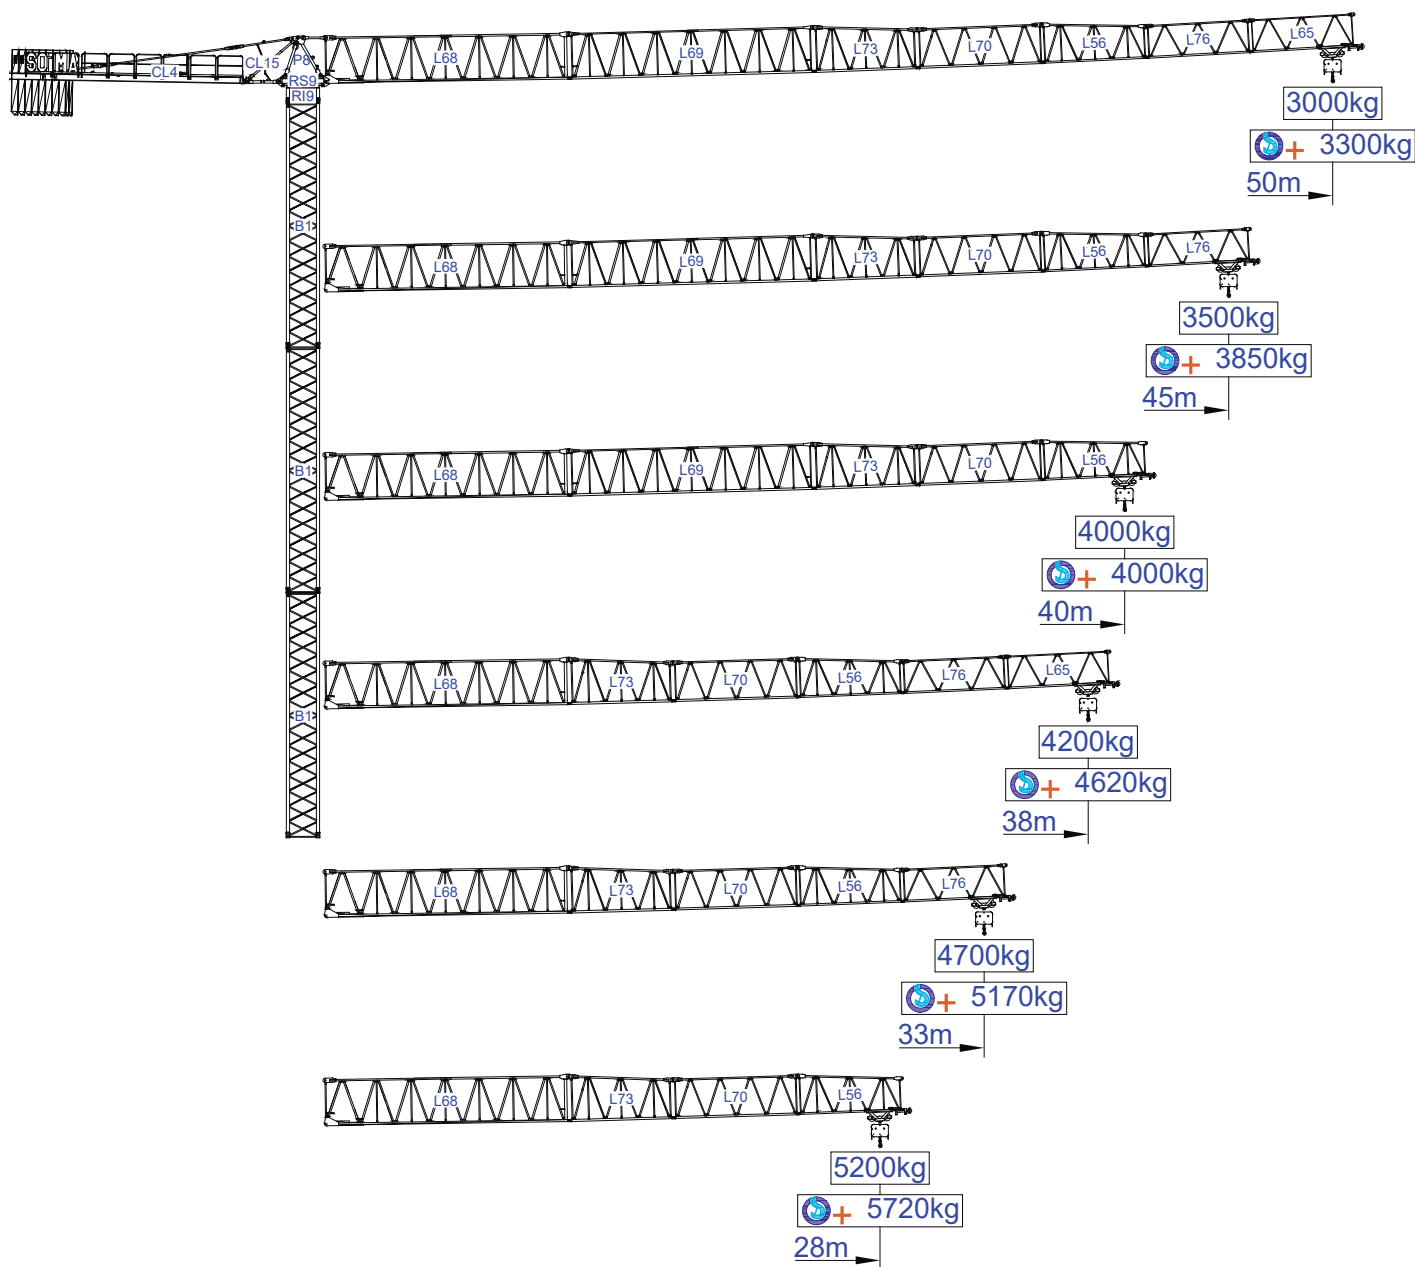 SOIMA
CL4
CL15
P8
RS9
RI9
L68
L69
L73
L70
L56
L76
L65
3000kg
+ 3300kg
50m
B1
L68
L69
L73
L70
L56
L76
3500kg
+ 3850kg
45m
B1
L68
L69
L73
L70
L56
4000kg
+ 4000kg
40m
B1
L68
L73
L70
L56
L76
L65
4200kg
+ 4620kg
38m
L68
L73
L70
L56
L76
4700kg
+ 5170kg
33m
L68
L73
L70
L56
5200kg
+ 5720kg
28m